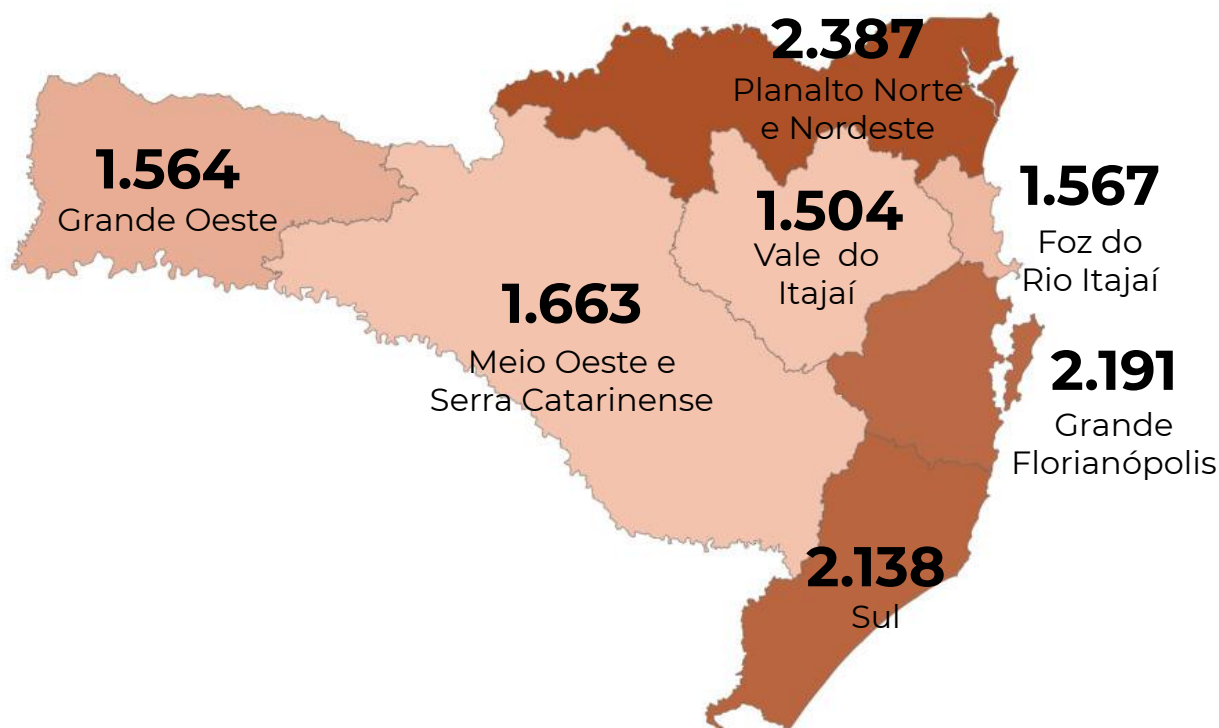 2.387
Planalto Norte
e Nordeste
1.564
Grande Oeste
1.504
Vale do
Itajaí
1.567
Foz do
Rio Itajaí
1.663
Meio Oeste e
Serra Catarinense
2.191
Grande
Florianópolis
2.138
Sul